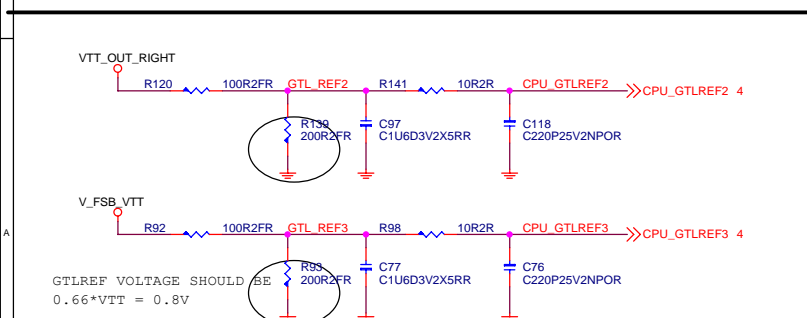 VTT_OUT_RIGHT
R120 100R2FR GTL_REF2 R141 10R2R CPU_GTLREF2 CPU_GTLREF2 4
R139 C97 C118
200R2FR C1U6D3V2X5RR C220P25V2NPOR
V_FSB_VTT
A
R92 100R2FR GTL_REF3 R98 10R2R CPU_GTLREF3 CPU_GTLREF3 4
R93 C77 C76
200R2FR C1U6D3V2X5RR C220P25V2NPOR
GTLREF VOLTAGE SHOULD BE
0.66*VTT = 0.8V